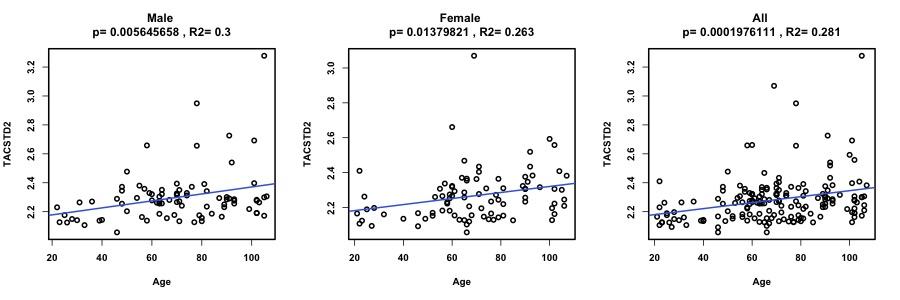 Male
p= 0.005645658 , R2= 0.3
TACSTD2
3.2
3.0
2.8
2.6
2.4
2.2
20 40 60 80 100
Age
Female
p= 0.01379821 , R2= 0.263
TACSTD2
3.0
2.8
2.6
2.4
2.2
20 40 60 80 100
Age
All
p= 0.0001976111 , R2= 0.281
TACSTD2
3.2
3.0
2.8
2.6
2.4
2.2
20 40 60 80 100
Age